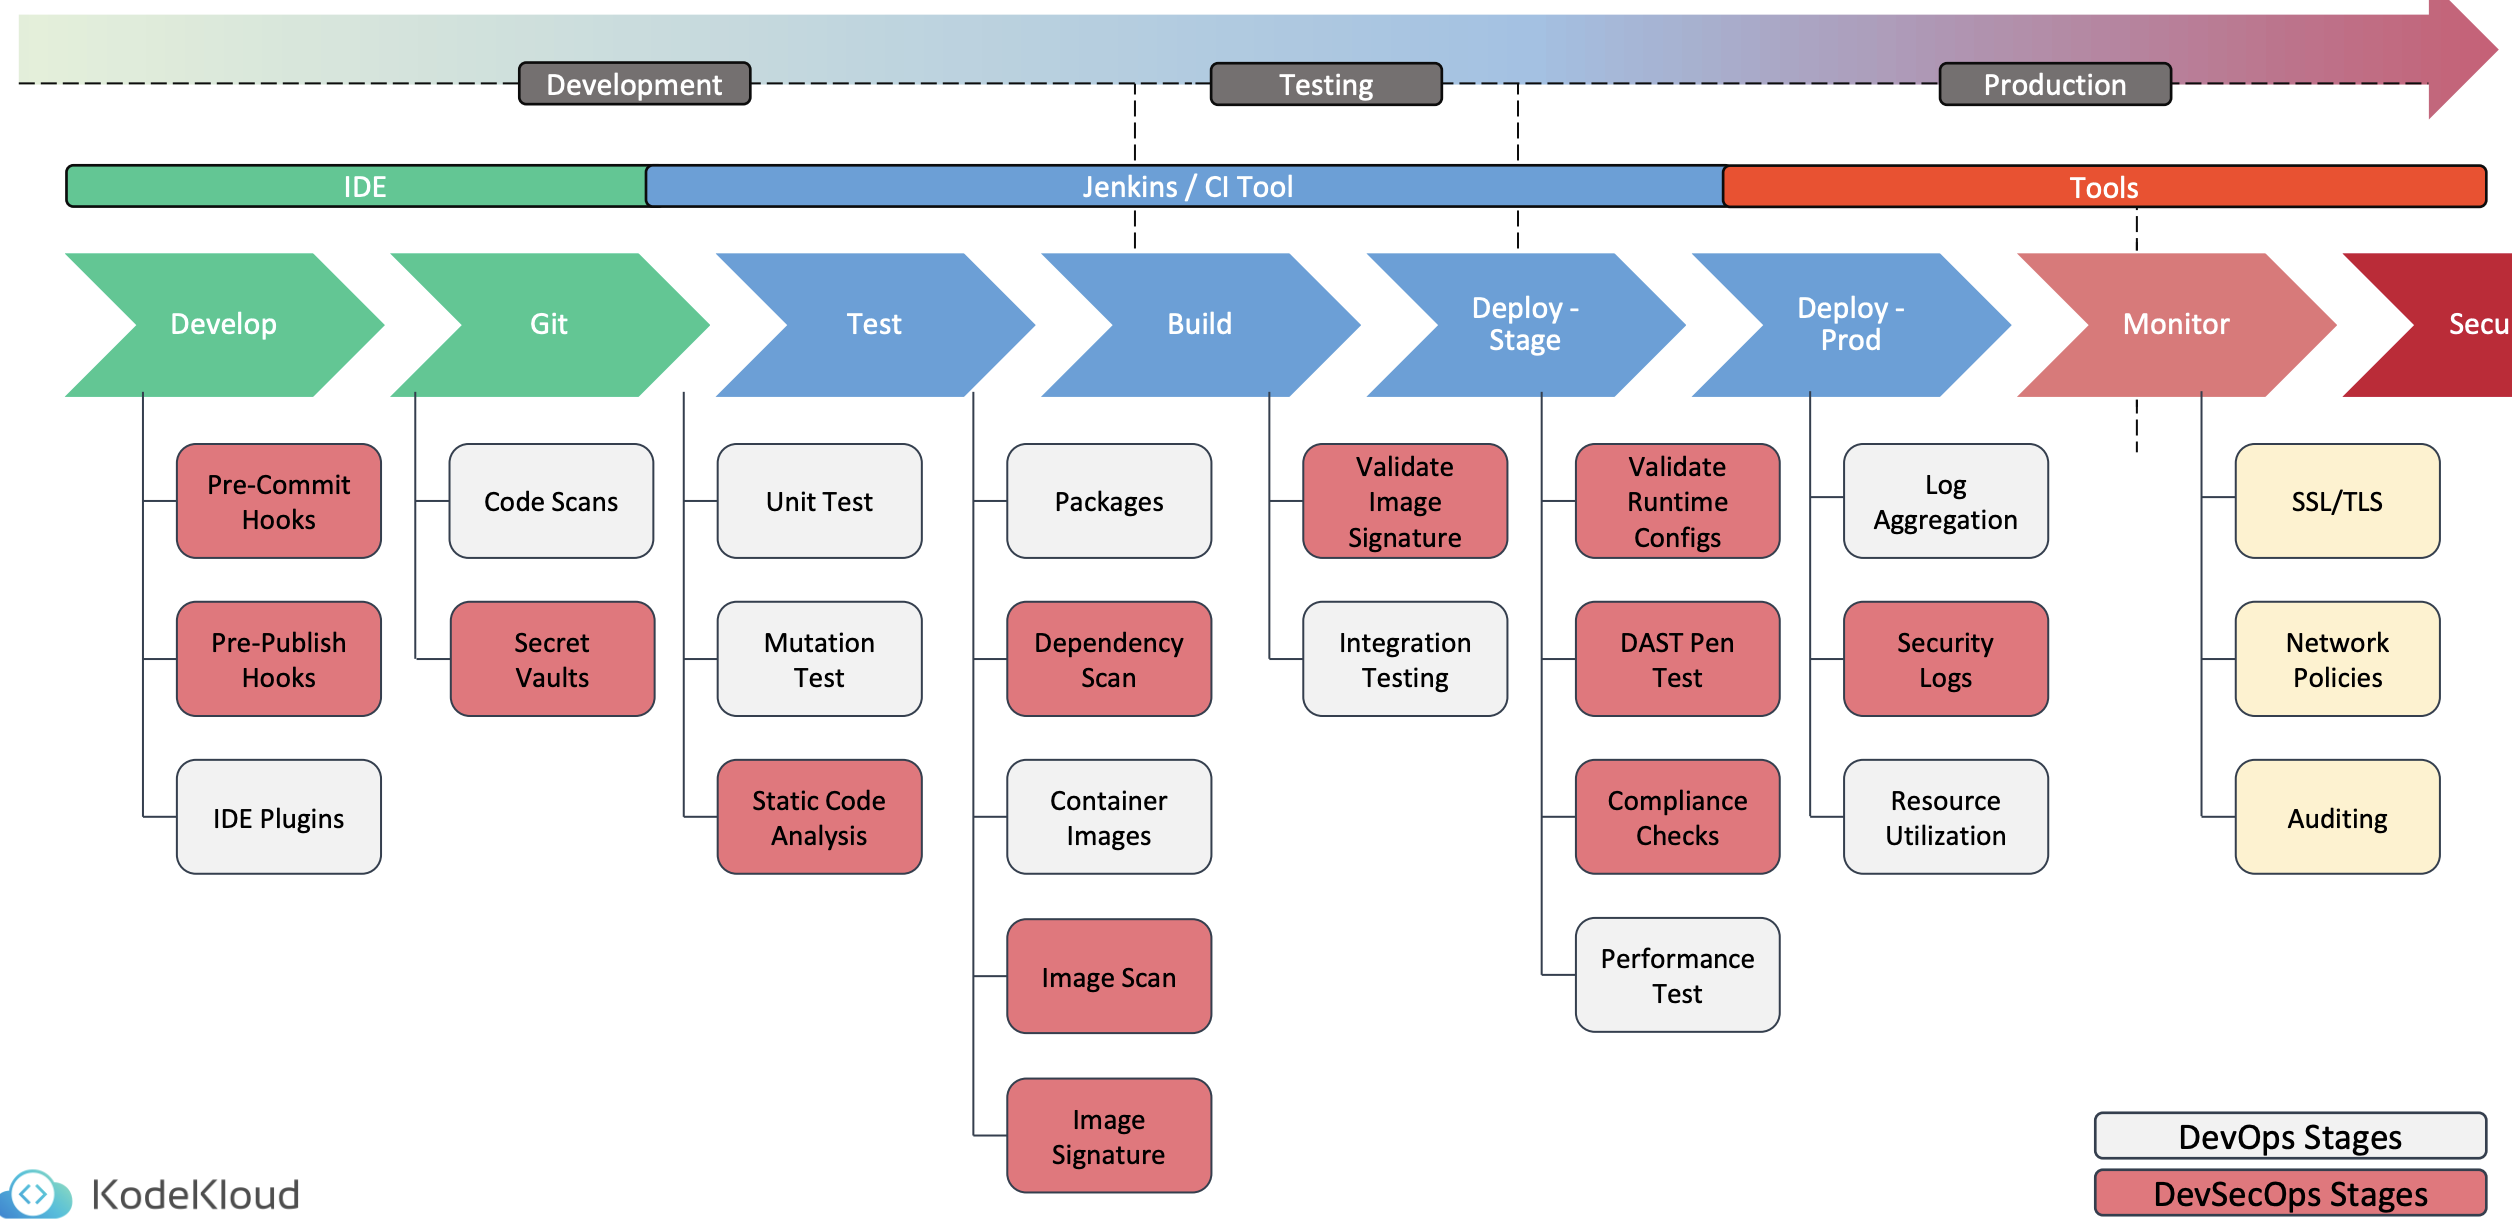 Development
Testing
Production
IDE
Jenkins / CI Tool
Tools
Develop
Git
Test
Build
Deploy -
Stage
Deploy -
Prod
Monitor
Secu
Pre-Commit
Hooks
Pre-Publish
Hooks
IDE Plugins
Code Scans
Secret
Vaults
Unit Test
Mutation
Test
Static Code
Analysis
Packages
Dependency
Scan
Container
Images
Image Scan
Image
Signature
Validate
Image
Signature
Integration
Testing
Validate
Runtime
Configs
DAST Pen
Test
Compliance
Checks
Performance
Test
Log
Aggregation
Security
Logs
Resource
Utilization
SSL/TLS
Network
Policies
Auditing
DevOps Stages
DevSecOps Stages
KodeKloud